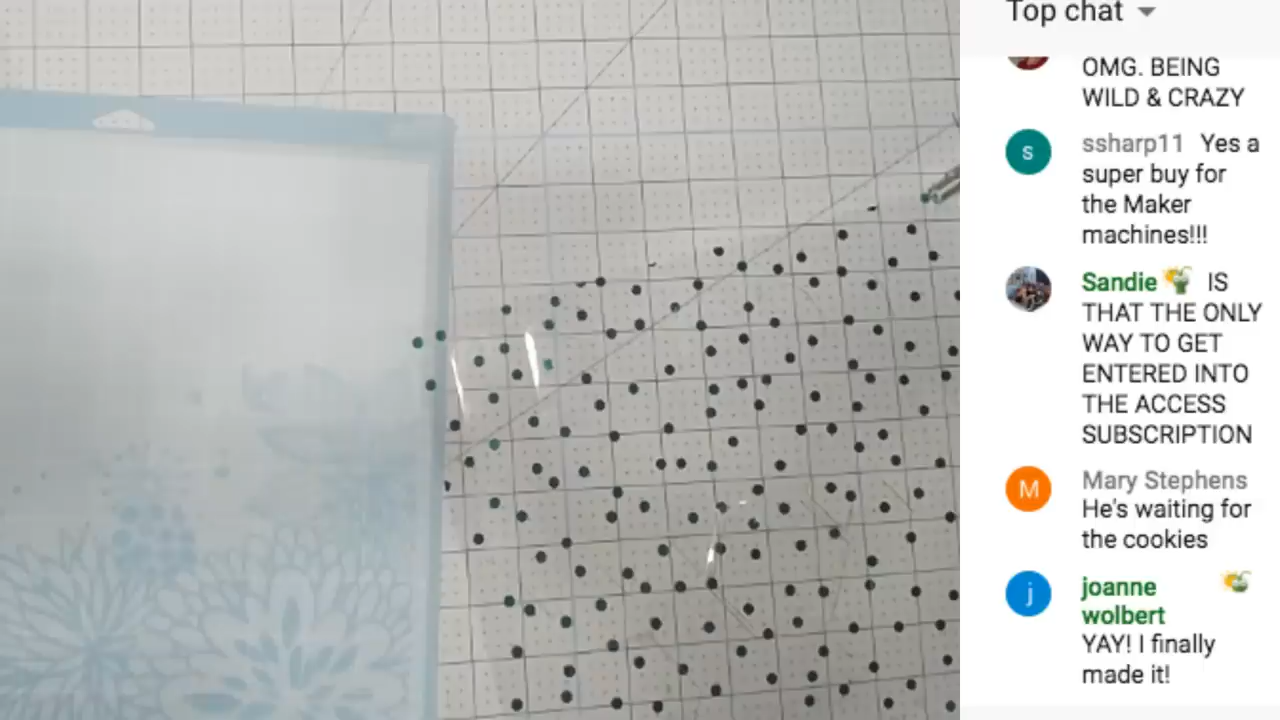 Top chat
OMG. BEING
WILD & CRAZY
s
ssharp11 Yes a
super buy for
the Maker
machines!!!
Sandie IS
THAT THE ONLY
WAY TO GET
ENTERED INTO
THE ACCESS
SUBSCRIPTION
M
Mary Stephens
He's waiting for
the cookies
j
joanne
wolbert
YAY! I finally
made it!